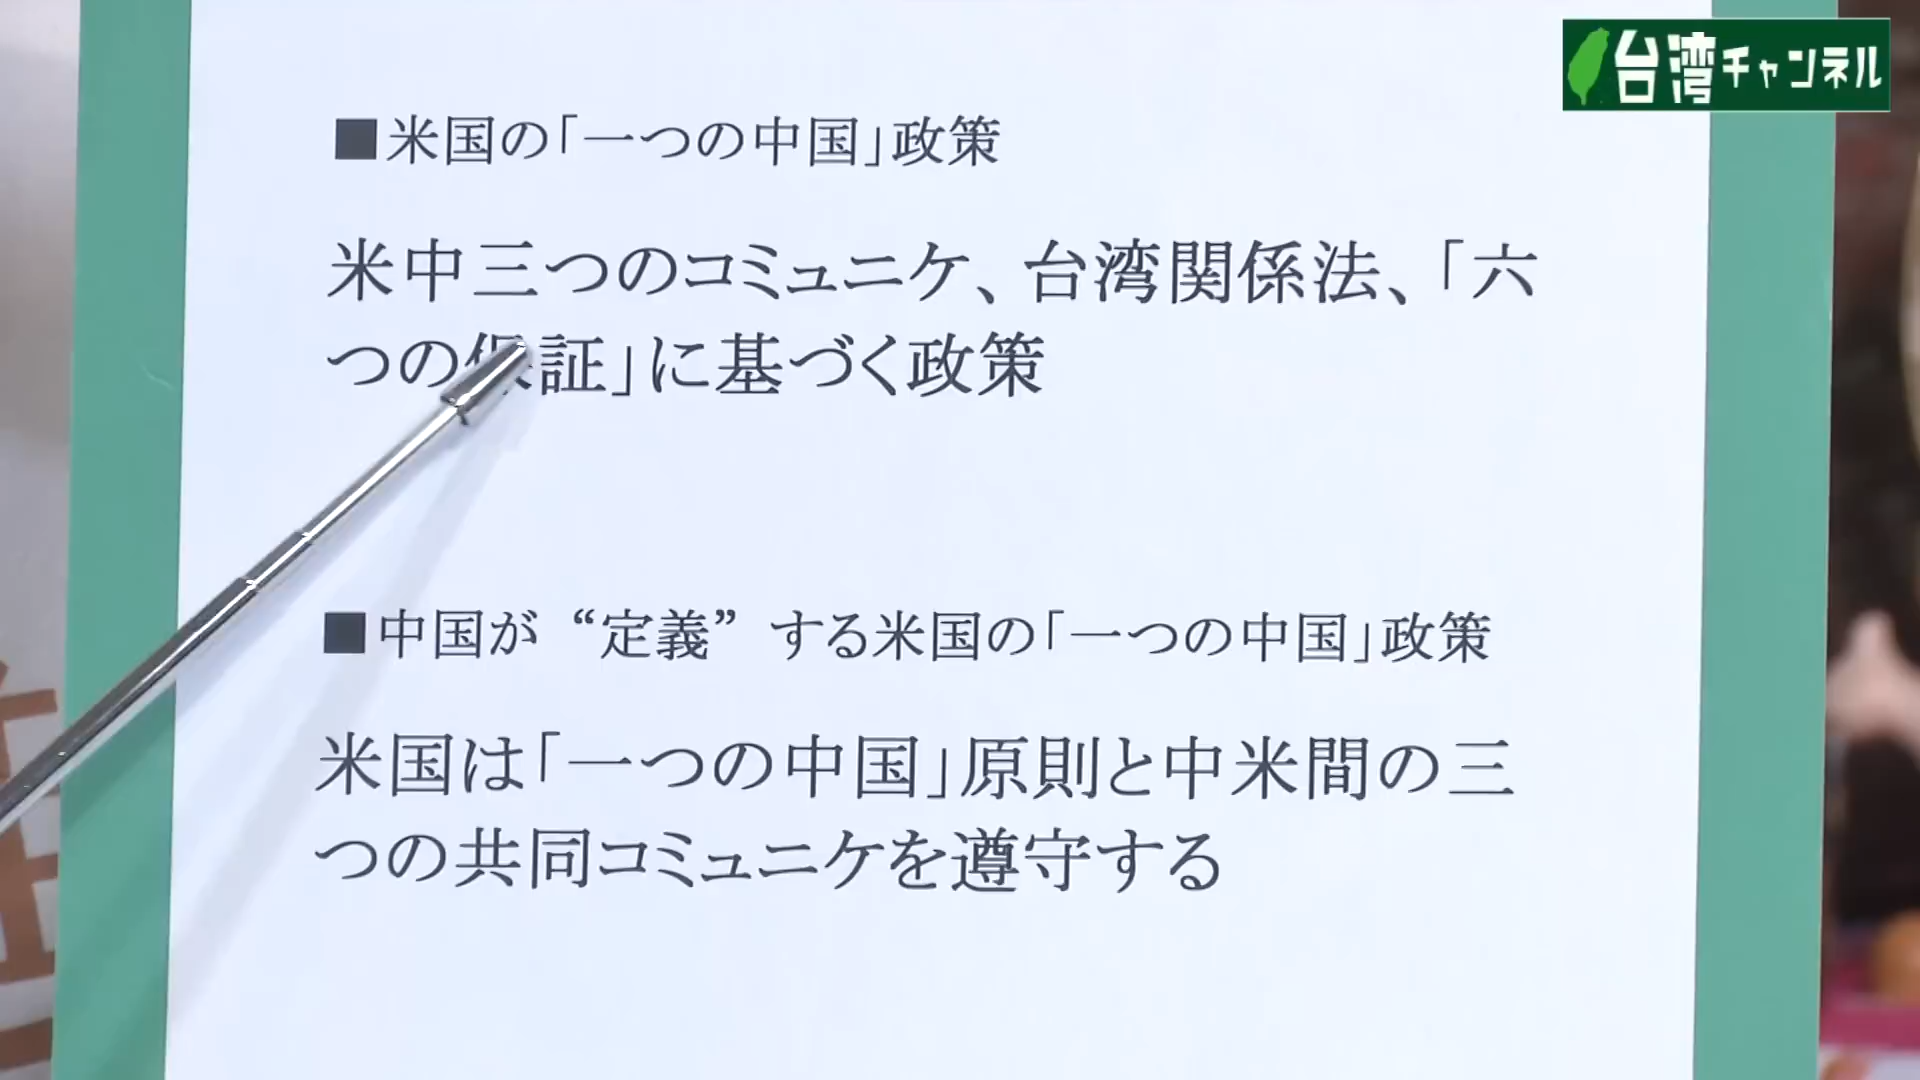 台湾チャンネル
■米国の「一つの中国」政策
米中三つのコミュニケ、台湾関係法、「六
つの保証」に基づく政策
■中国が“定義”する米国の「一つの中国」政策
米国は「一つの中国」原則と中米間の三
つの共同コミュニケを遵守する